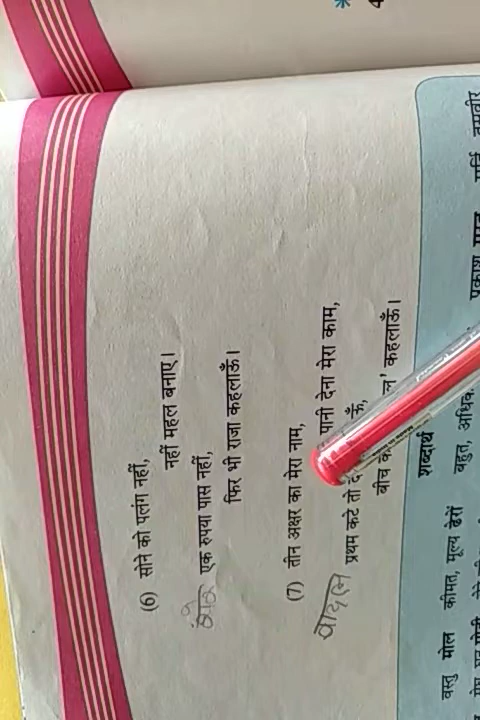 (6) सोने को पलंग नहीं,
नहीं महल बनाए।
एक रुपया पास नहीं,
फिर भी राजा कहलाऊँ।
(7) तीन अक्षर का मेरा नाम,
पानी देना मेरा काम,
बादल प्रथम कटे तो
बीच ल' कहलाऊँ।
शब्दार्थ
वस्तु मोल कीमत, मूल्य ढेरों बहुत, अधिक